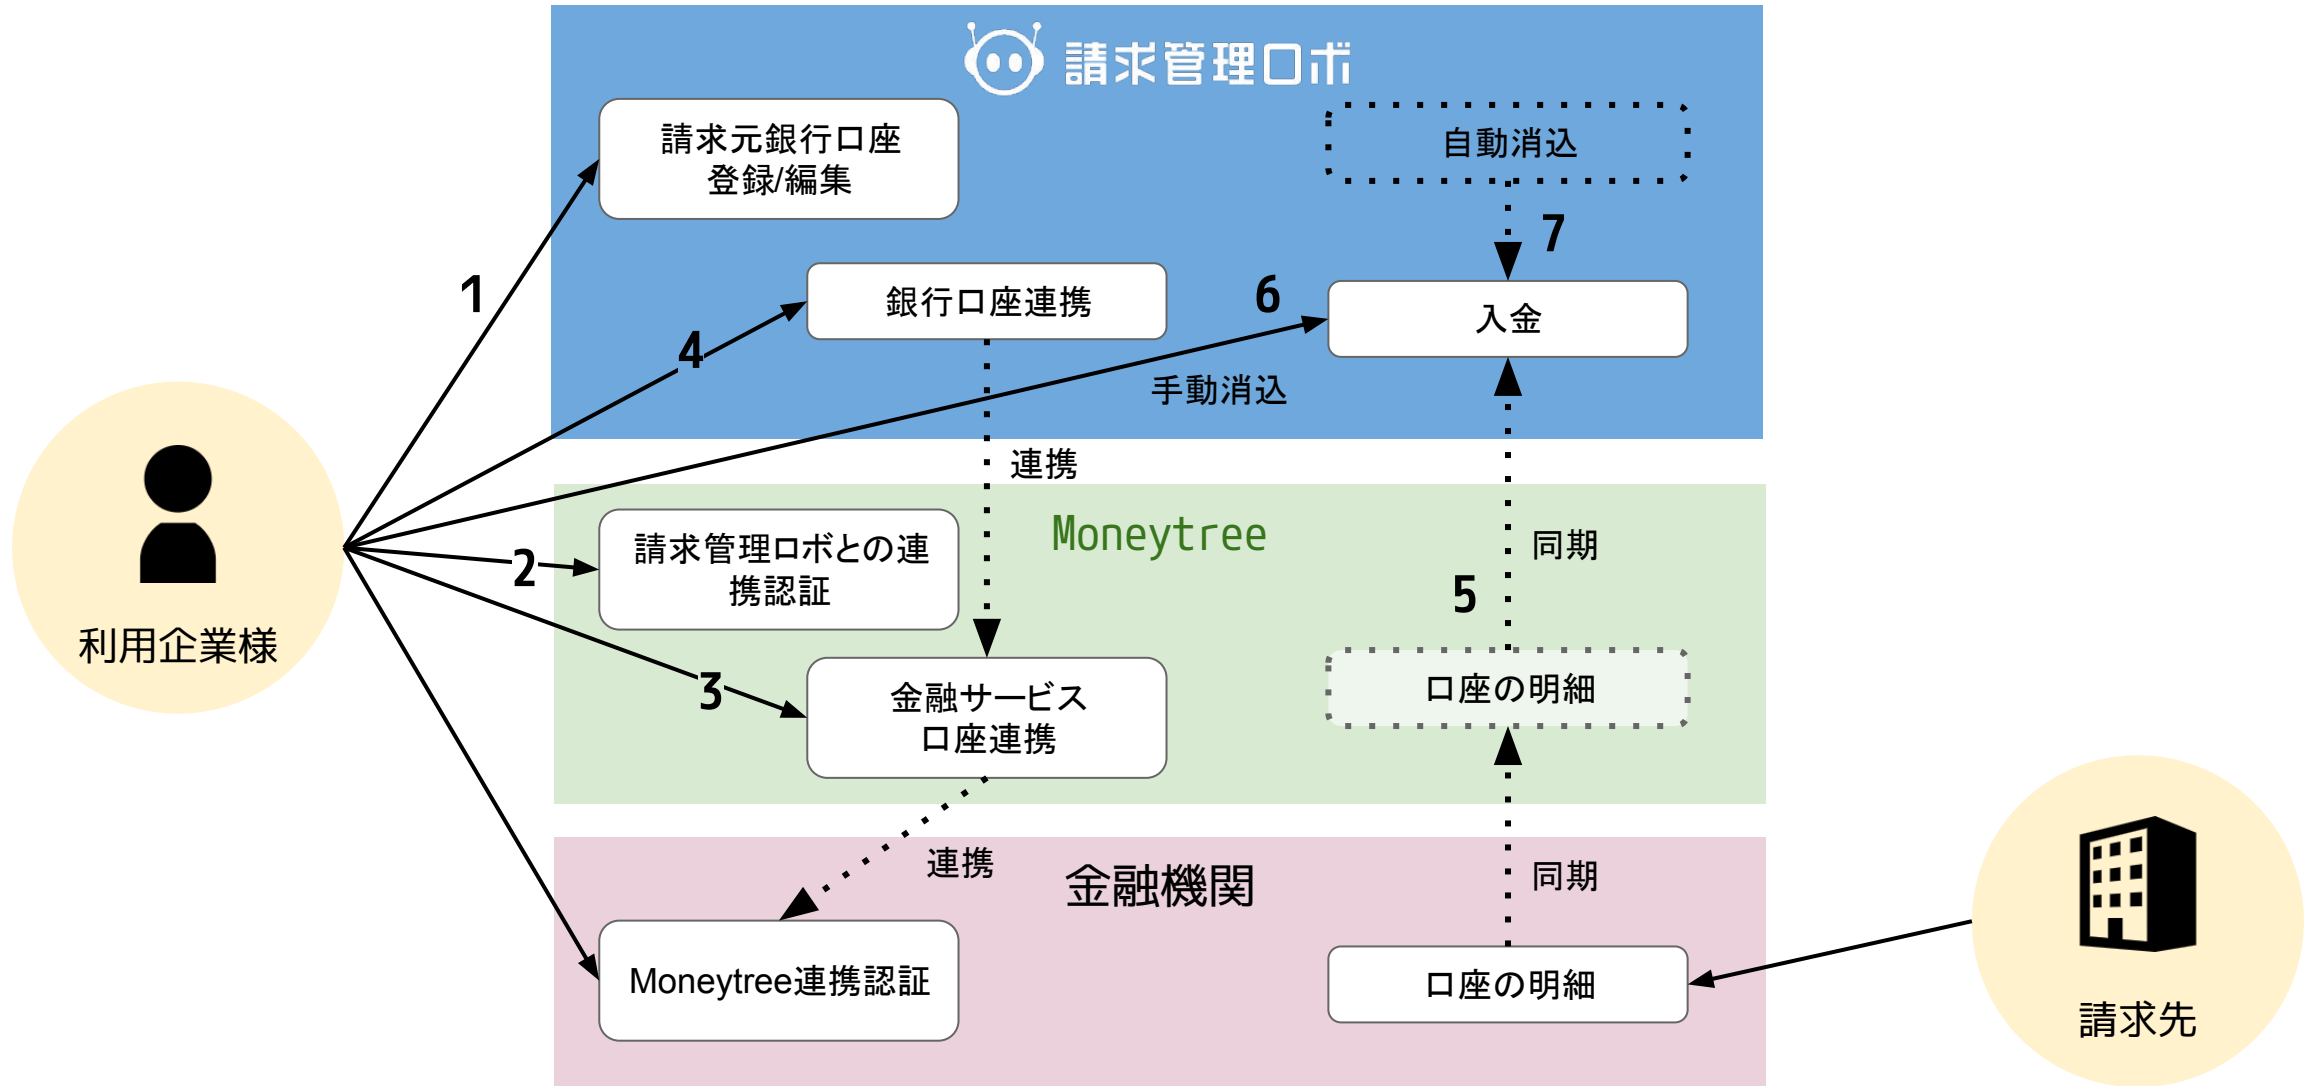 請求管理ロボ
請求元銀行口座
登録/編集
自動消込
7
1
銀行口座連携
6
入金
4
手動消込
連携
Moneytree
請求管理ロボとの連
携認証
2
同期
5
利用企業様
3
金融サービス
口座連携
口座の明細
連携
金融機関
同期
Moneytree連携認証
口座の明細
請求先